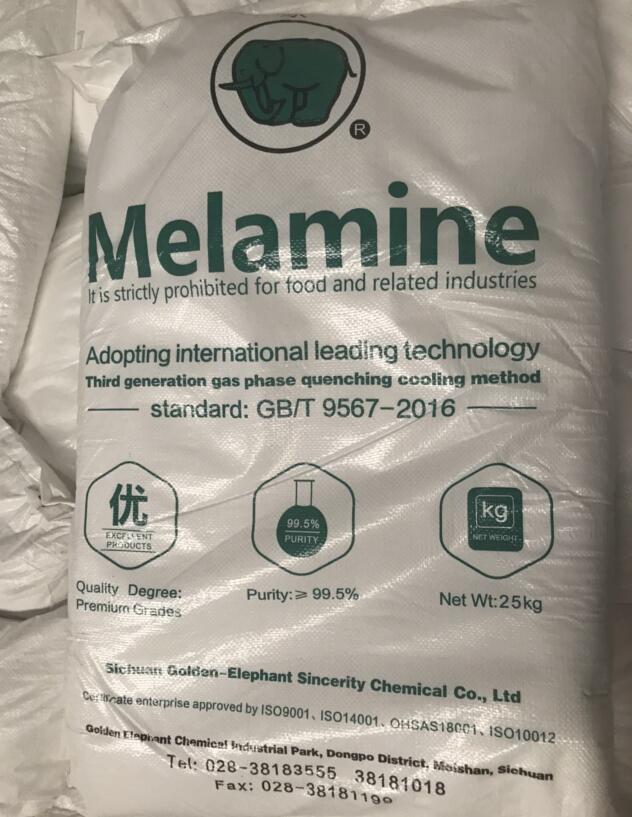 ®
Melamine
It is strictly prohibited for food and related industries
Adopting international leading technology
Third generation gas phase quenching cooling method
standard: GB/T 9567-2016
优
EXCELLENT
PRODUCTS
99.5%
PURITY
kg
NET WEIGHT
Quality Degree:
Premium Grades
Purity:≥ 99.5%
Net Wt:25kg
Sichuan Golden-Elephant Sincerity Chemical Co., Ltd
Certificate enterprise approved by ISO9001、ISO14001、OHSAS18001、ISO10012
Golden Elephant Chemical Industrial Park, Dongpo District, Meishan, Sichuan
Tel: 028-38183555 38181018
Fax: 028-38181199